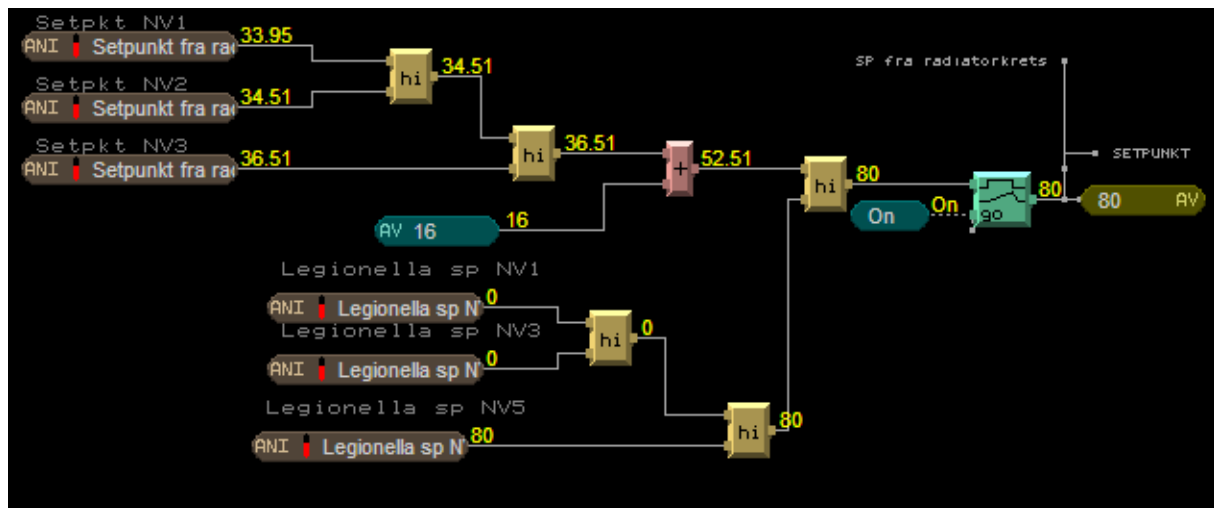 Setpkt NV1
ANI Setpunkt fra ra 33.95
hi 34.51
SP fra radiatorkrets
Setpkt NV2
ANI Setpunkt fra ra 34.51
Setpkt NV3
ANI Setpunkt fra ra 36.51
hi 36.51
+ 52.51
hi 80
SETPUNKT
On On
go 80
80 AV
AV 16 16
Legionella sp NV1
ANI Legionella sp N 0
Legionella sp NV3
hi 0
ANI Legionella sp N 0
Legionella sp NV5
hi 80
ANI Legionella sp N 80